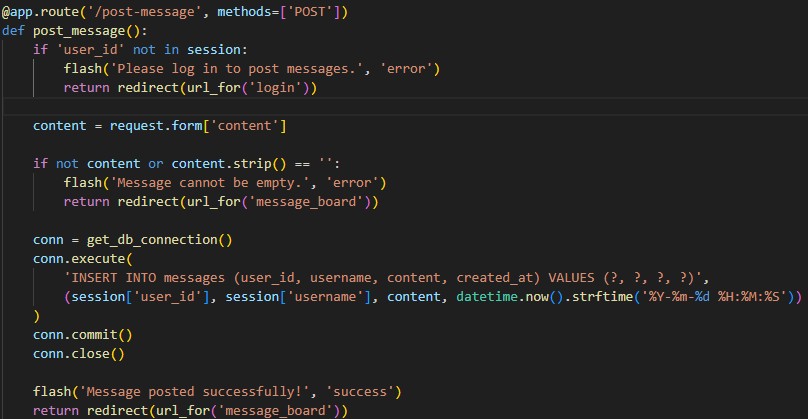 @app.route('/post-message', methods=['POST'])
def post_message():
    if 'user_id' not in session:
        flash('Please log in to post messages.', 'error')
        return redirect(url_for('login'))
    content = request.form['content']
    if not content or content.strip() == '':
        flash('Message cannot be empty.', 'error')
        return redirect(url_for('message_board'))
    conn = get_db_connection()
    conn.execute(
        'INSERT INTO messages (user_id, username, content, created_at) VALUES (?, ?, ?, ?)',
        (session['user_id'], session['username'], content, datetime.now().strftime('%Y-%m-%d %H:%M:%S'))
    )
    conn.commit()
    conn.close()
    flash('Message posted successfully!', 'success')
    return redirect(url_for('message_board'))